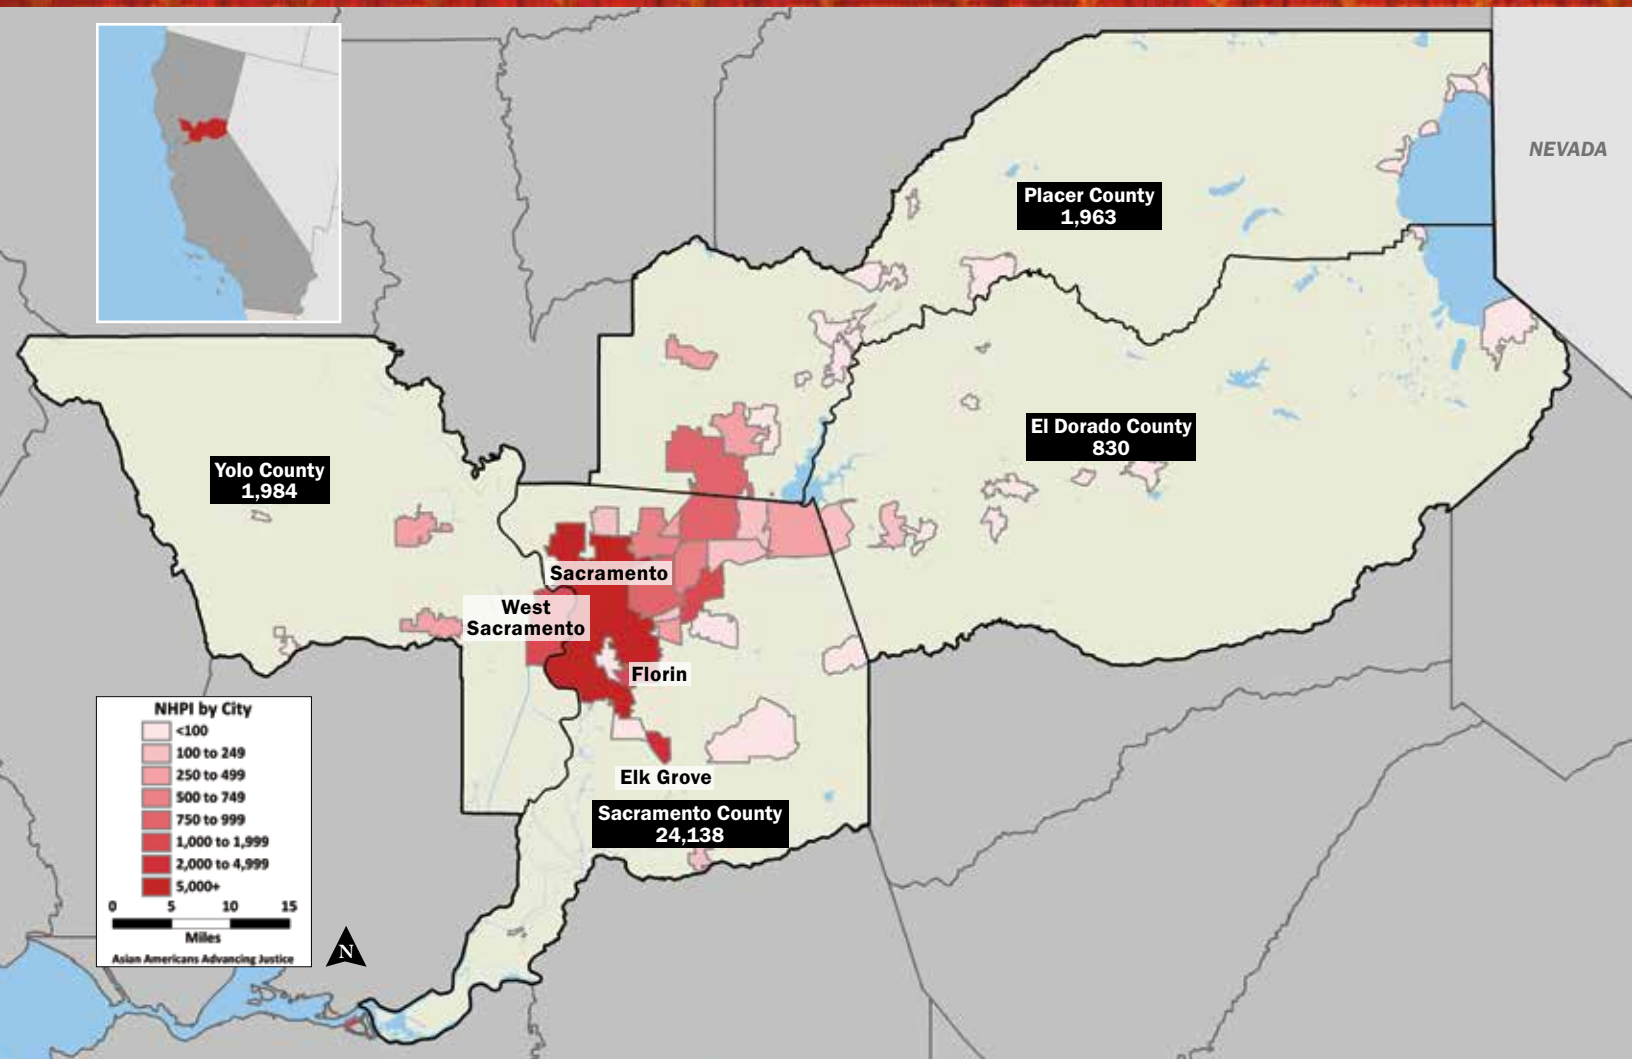 NEVADA
Placer County
1,963
El Dorado County
830
Yolo County
1,984
Sacramento
West
Sacramento
Florin
Elk Grove
Sacramento County
24,138
NHPI by City
<100
100 to 249
250 to 499
500 to 749
750 to 999
1,000 to 1,999
2,000 to 4,999
5,000+
0 5 10 15
Miles
Asian Americans Advancing Justice
N